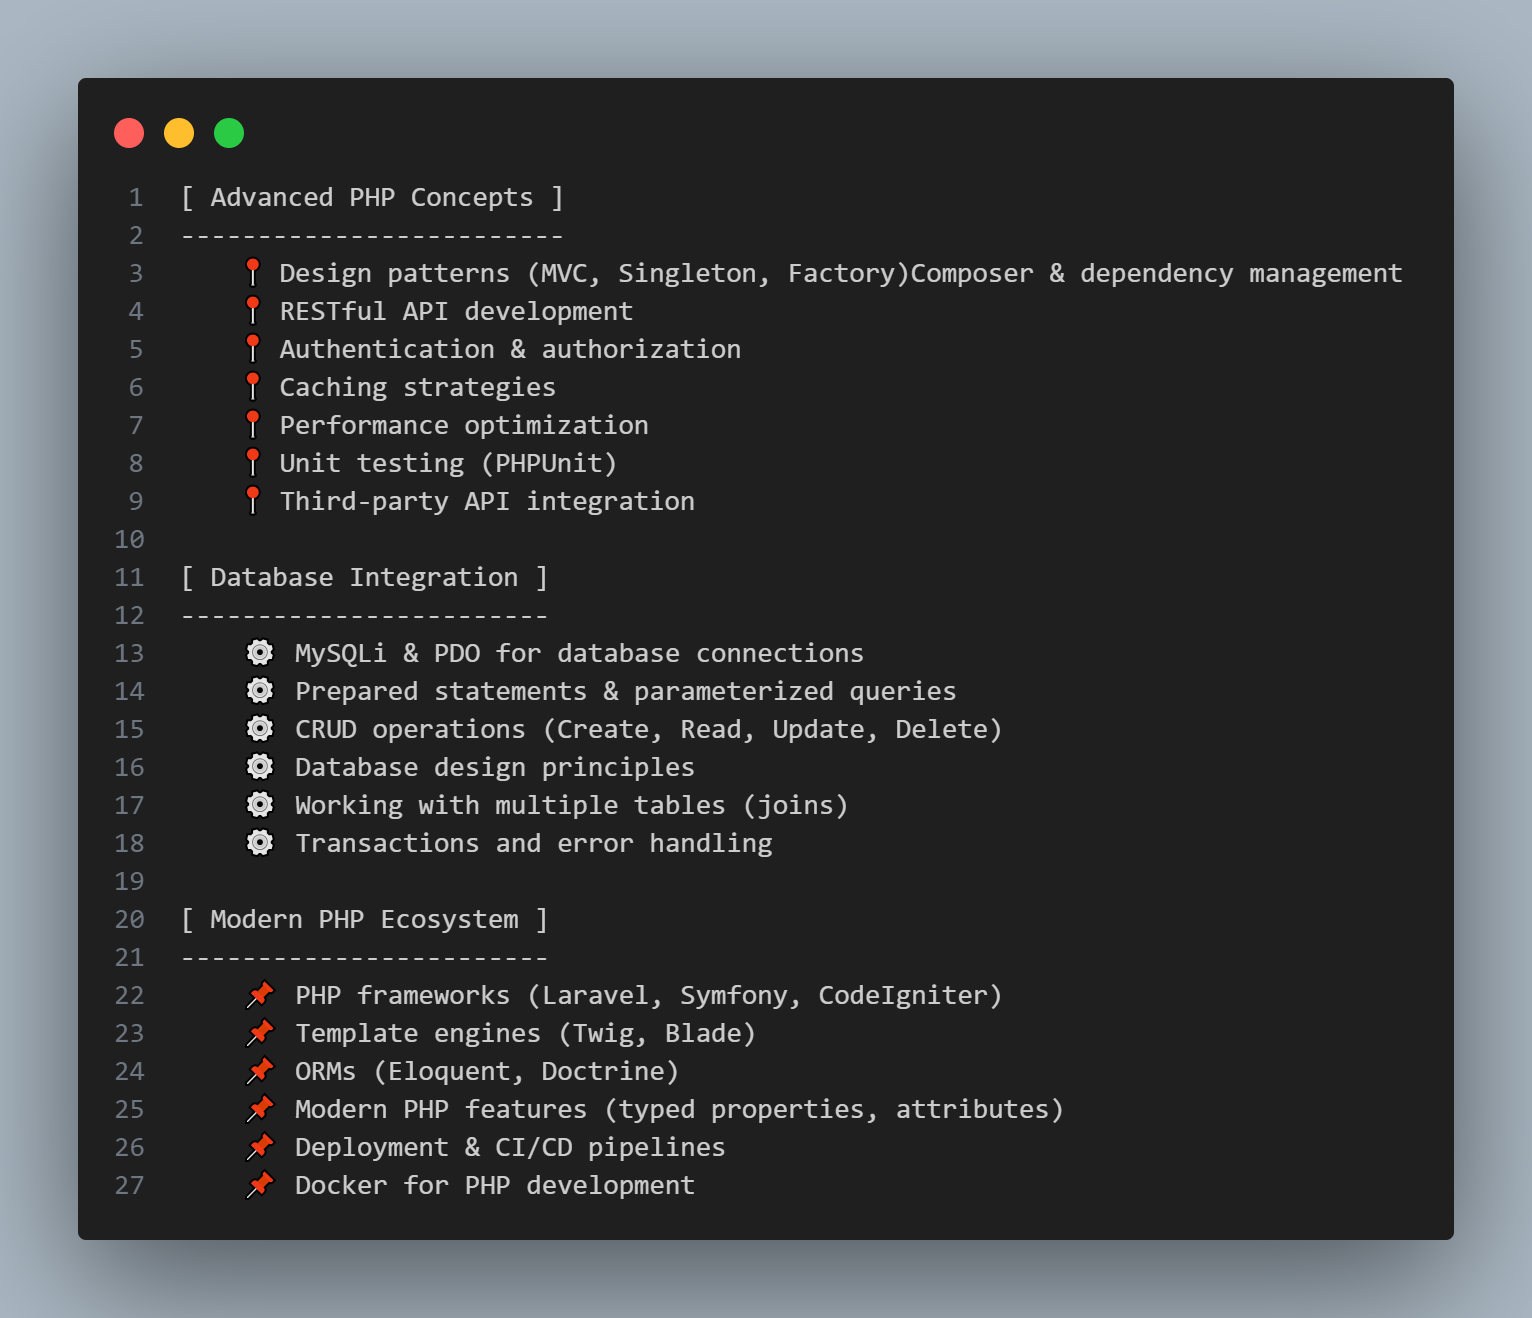 1 [ Advanced PHP Concepts ]
2 -------------------------
3 📍 Design patterns (MVC, Singleton, Factory)Composer & dependency management
4 📍 RESTful API development
5 📍 Authentication & authorization
6 📍 Caching strategies
7 📍 Performance optimization
8 📍 Unit testing (PHPUnit)
9 📍 Third-party API integration
10
11 [ Database Integration ]
12 ------------------------
13 ⚙️ MySQLi & PDO for database connections
14 ⚙️ Prepared statements & parameterized queries
15 ⚙️ CRUD operations (Create, Read, Update, Delete)
16 ⚙️ Database design principles
17 ⚙️ Working with multiple tables (joins)
18 ⚙️ Transactions and error handling
19
20 [ Modern PHP Ecosystem ]
21 ------------------------
22 📌 PHP frameworks (Laravel, Symfony, CodeIgniter)
23 📌 Template engines (Twig, Blade)
24 📌 ORMs (Eloquent, Doctrine)
25 📌 Modern PHP features (typed properties, attributes)
26 📌 Deployment & CI/CD pipelines
27 📌 Docker for PHP development